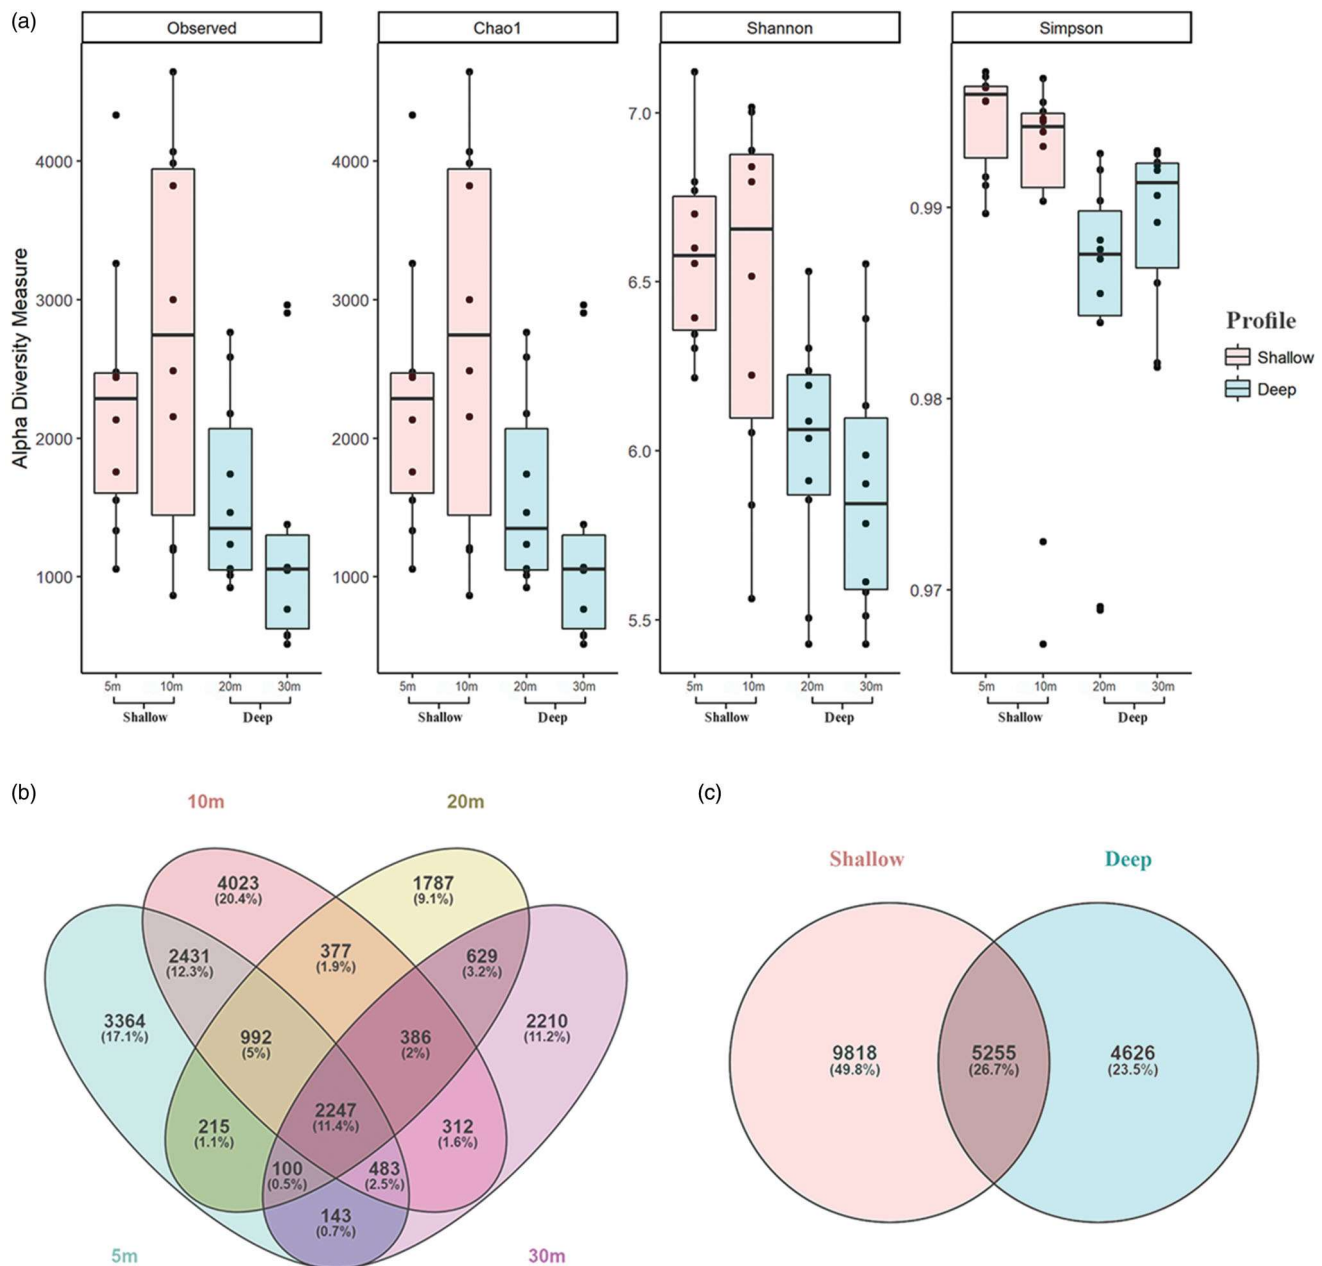 (a)
Observed
Chao1
Shannon
Simpson
Alpha Diversity Measure
4000
3000
2000
1000
4000
3000
2000
1000
7.0
6.5
6.0
5.5
0.99
0.98
0.97
Profile
Shallow
Deep
5m 10m 20m 30m
Shallow Deep
5m 10m 20m 30m
Shallow Deep
5m 10m 20m 30m
Shallow Deep
5m 10m 20m 30m
Shallow Deep
(b)
10m
20m
4023
(20.4%)
1787
(9.1%)
2431
(12.3%)
377
(1.9%)
629
(3.2%)
3364
(17.1%)
992
(5%)
386
(2%)
2210
(11.2%)
2247
(11.4%)
215
(1.1%)
312
(1.6%)
100
(0.5%)
483
(2.5%)
143
(0.7%)
5m
30m
(c)
Shallow
Deep
9818
(49.8%)
5255
(26.7%)
4626
(23.5%)